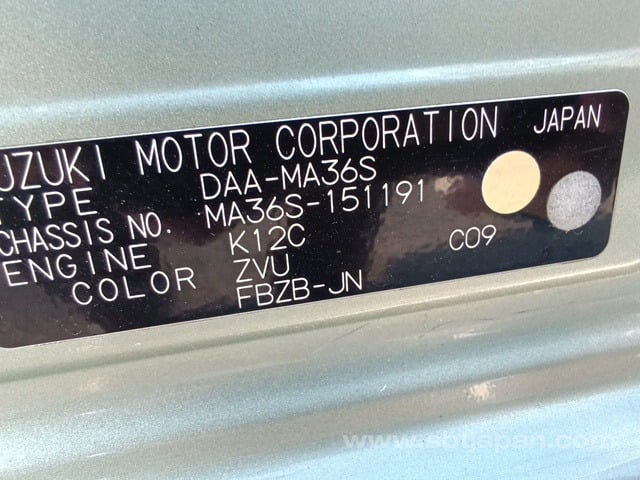 UZUKI MOTOR CORPORATION JAPAN
TYPE DAA-MA36S
CHASSIS NO. MA36S-151191
ENGINE K12C C09
COLOR ZVU
FBZB-JN
www.sbtjapan.com